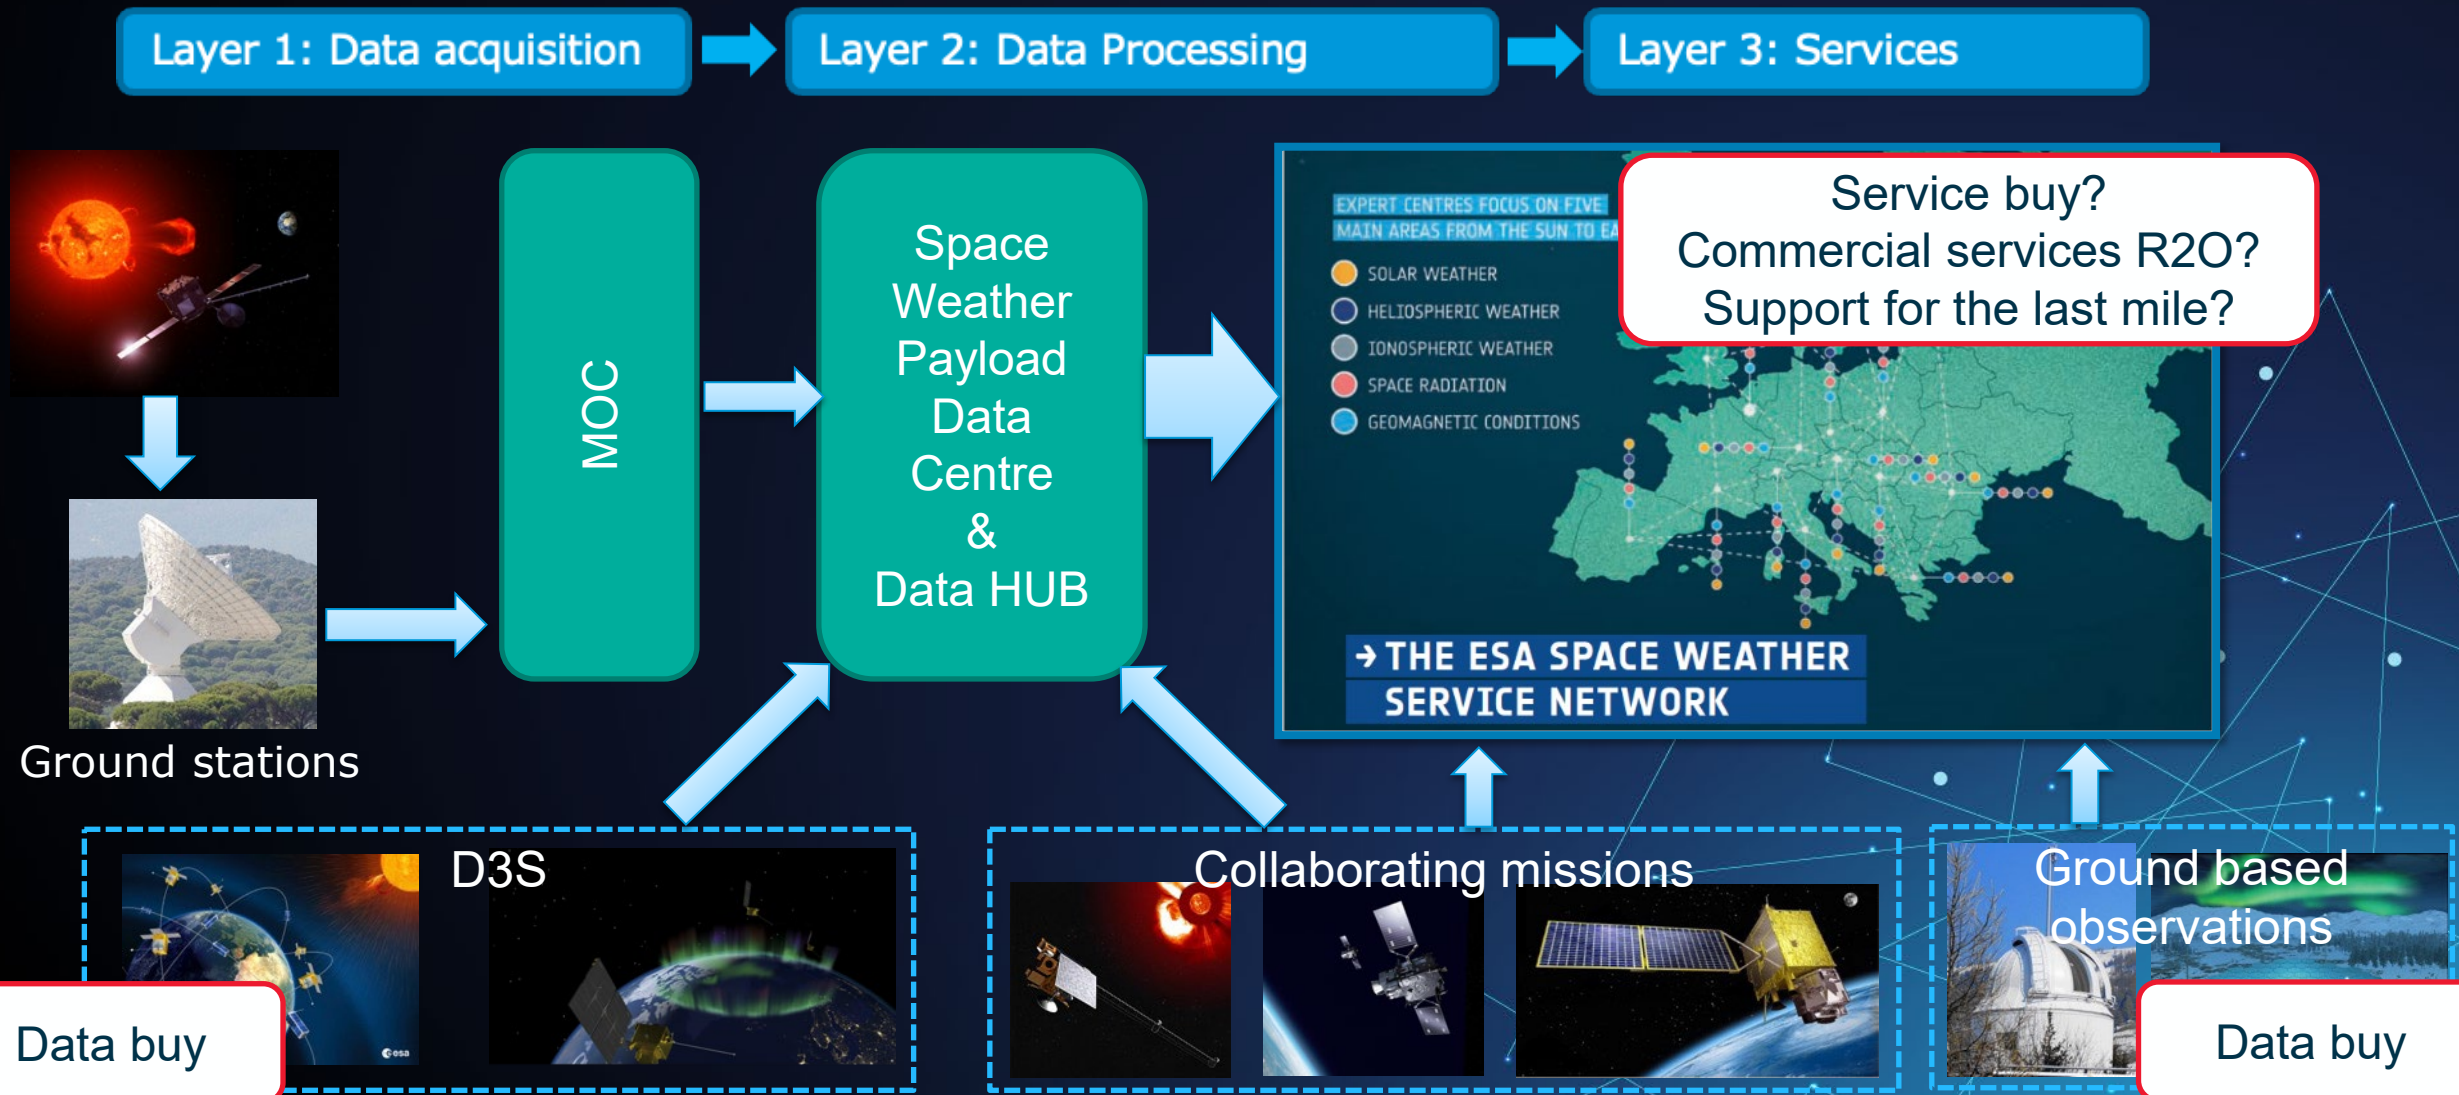 Layer 1: Data acquisition
Layer 2: Data Processing
Layer 3: Services
MOC
Space
Weather
Payload
Data
Centre
&
Data HUB
EXPERT CENTRES FOCUS ON FIVE
MAIN AREAS FROM THE SUN TO EA
SOLAR WEATHER
HELIOSPHERIC WEATHER
IONOSPHERIC WEATHER
SPACE RADIATION
GEOMAGNETIC CONDITIONS
Service buy?
Commercial services R2O?
Support for the last mile?
→ THE ESA SPACE WEATHER
SERVICE NETWORK
Ground stations
D3S
esa
Data buy
Collaborating missions
Ground based
observations
Data buy